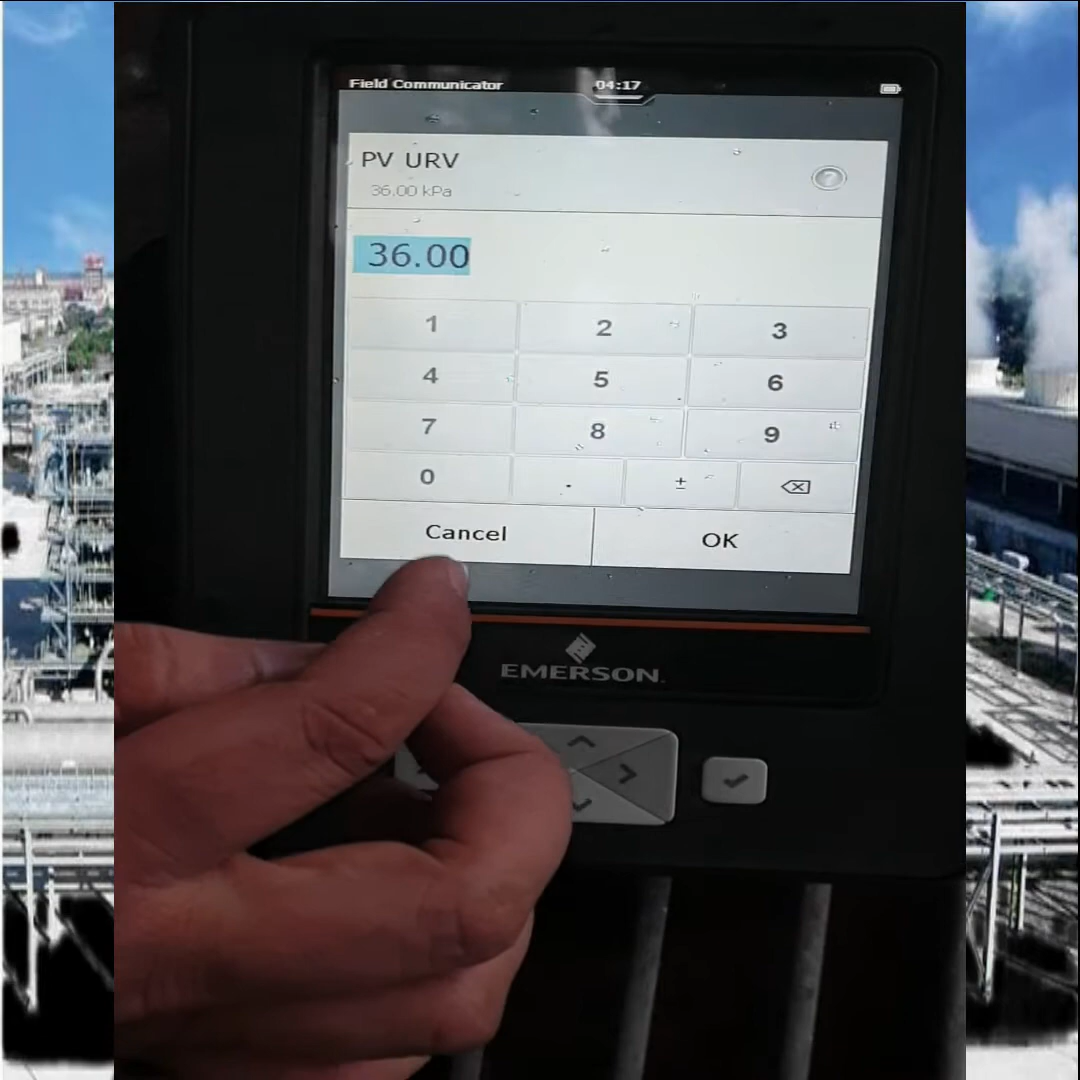 Field Communicator 04:17
PV URV
36.00 kPa
?
36.00
1 2 3
4 5 6
7 8 9
0 . ±
Cancel OK
EMERSON